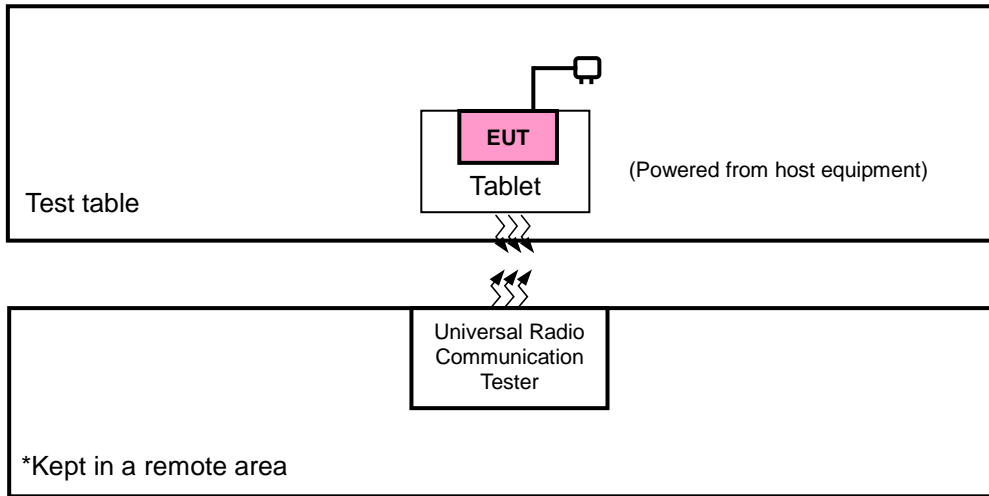 EUT
Tablet
(Powered from host equipment)
Test table
Universal Radio
Communication
Tester
*Kept in a remote area